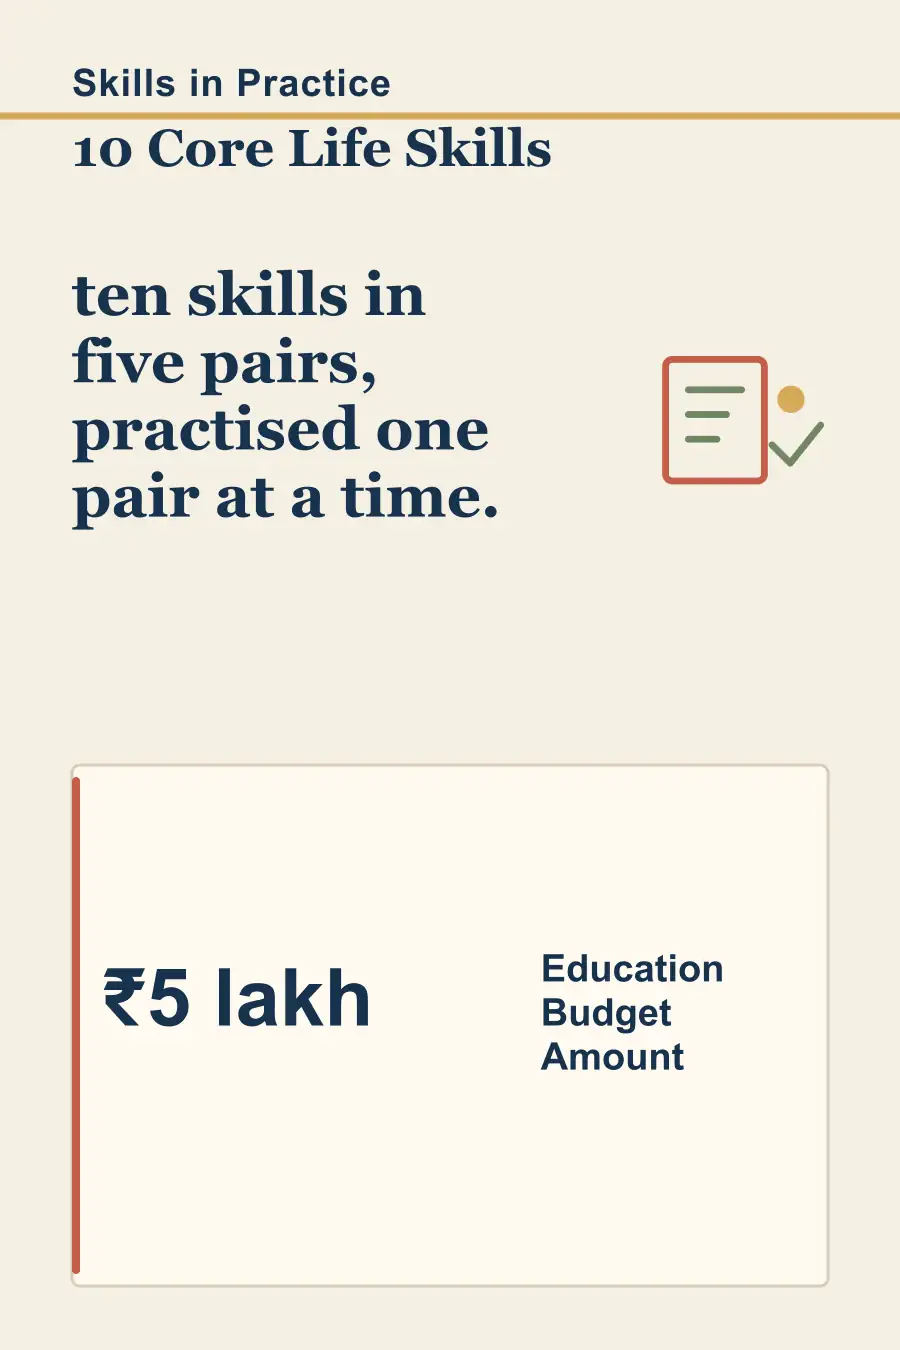 Skills in Practice
10 Core Life Skills
ten skills in
five pairs,
practised one
pair at a time.
₹5 lakh
Education
Budget
Amount